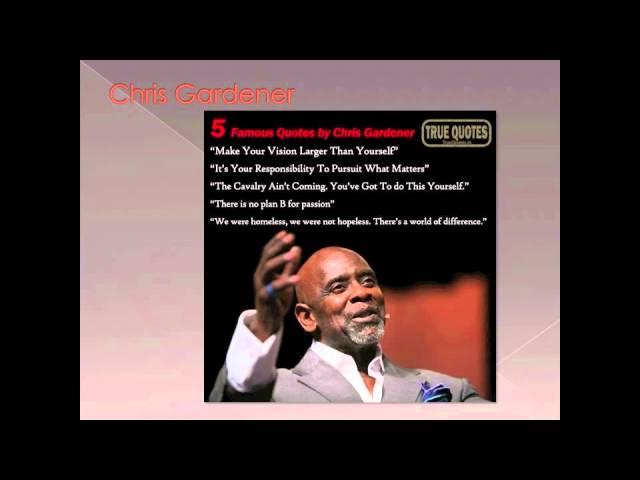 Chris Gardener
5 Famous Quotes by Chris Gardener
TRUE QUOTES
"Make Your Vision Larger Than Yourself"
"It's Your Responsibility To Pursuit What Matters"
"The Cavalry Ain't Coming. You've Got To do This Yourself."
"There is no plan B for passion"
"We were homeless, we were not hopeless. There's a world of difference."